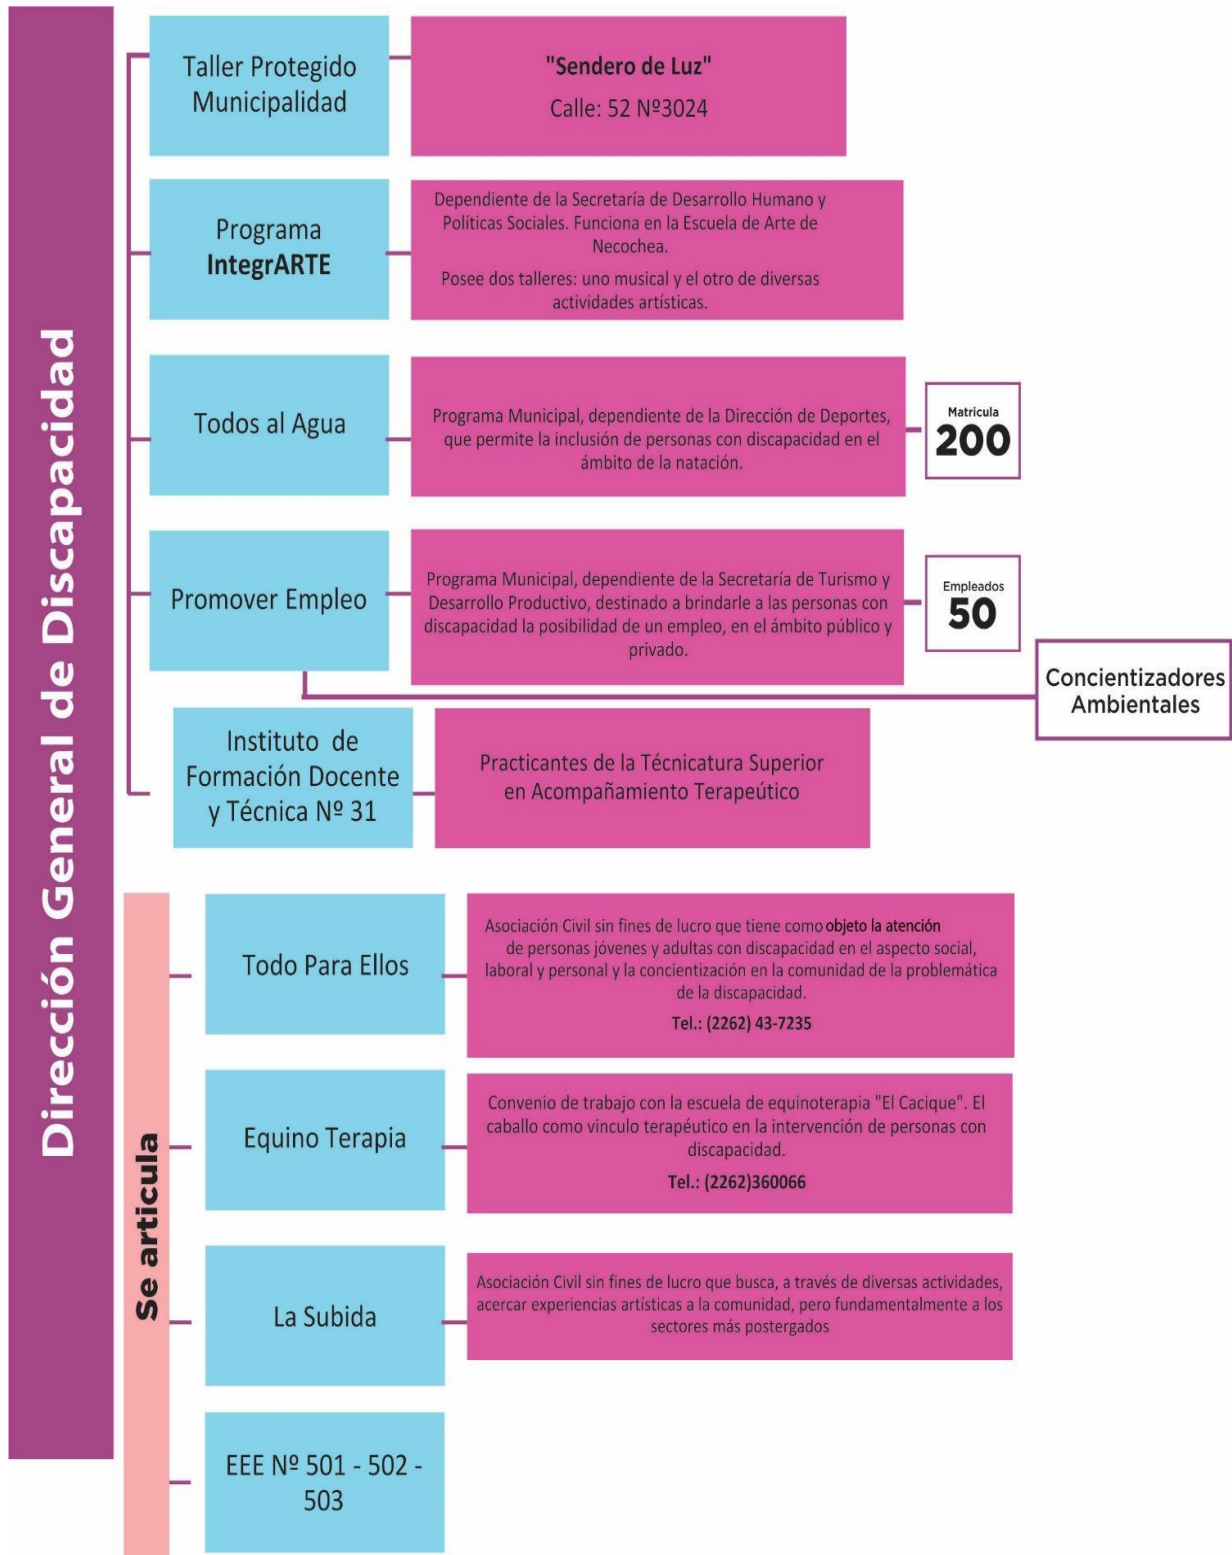 Dirección General de Discapacidad
Taller Protegido
Municipalidad
"Sendero de Luz"
Calle: 52 Nº3024
Programa
IntegrARTE
Dependiente de la Secretaría de Desarrollo Humano y
Políticas Sociales. Funciona en la Escuela de Arte de
Necochea.
Posee dos talleres: uno musical y el otro de diversas
actividades artísticas.
Todos al Agua
Programa Municipal, dependiente de la Dirección de Deportes,
que permite la inclusión de personas con discapacidad en el
ámbito de la natación.
Matricula
200
Promover Empleo
Programa Municipal, dependiente de la Secretaría de Turismo y
Desarrollo Productivo, destinado a brindarle a las personas con
discapacidad la posibilidad de un empleo, en el ámbito público y
privado.
Empleados
50
Concientizadores
Ambientales
Instituto de
Formación Docente
y Técnica Nº 31
Practicantes de la Técnicatura Superior
en Acompañamiento Terapeútico
Se articula
Todo Para Ellos
Asociación Civil sin fines de lucro que tiene como objeto la atención
de personas jóvenes y adultas con discapacidad en el aspecto social,
laboral y personal y la concientización en la comunidad de la problemática
de la discapacidad.
Tel.: (2262) 43-7235
Equino Terapia
Convenio de trabajo con la escuela de equinoterapia "El Cacique". El
caballo como vinculo terapéutico en la intervención de personas con
discapacidad.
Tel.: (2262)360066
La Subida
Asociación Civil sin fines de lucro que busca, a través de diversas actividades,
acercar experiencias artísticas a la comunidad, pero fundamentalmente a los
sectores más postergados
EEE Nº 501 - 502 -
503